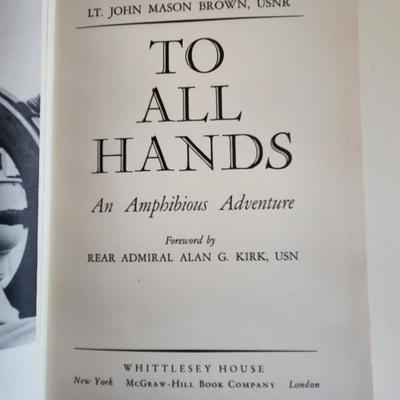 LT. JOHN MASON BROWN, USNR
TO
ALL
HANDS
An Amphibious Adventure
Foreword by
REAR ADMIRAL ALAN G. KIRK, USN
WHITTLESEY HOUSE
New York McGRAW-HILL BOOK COMPANY London